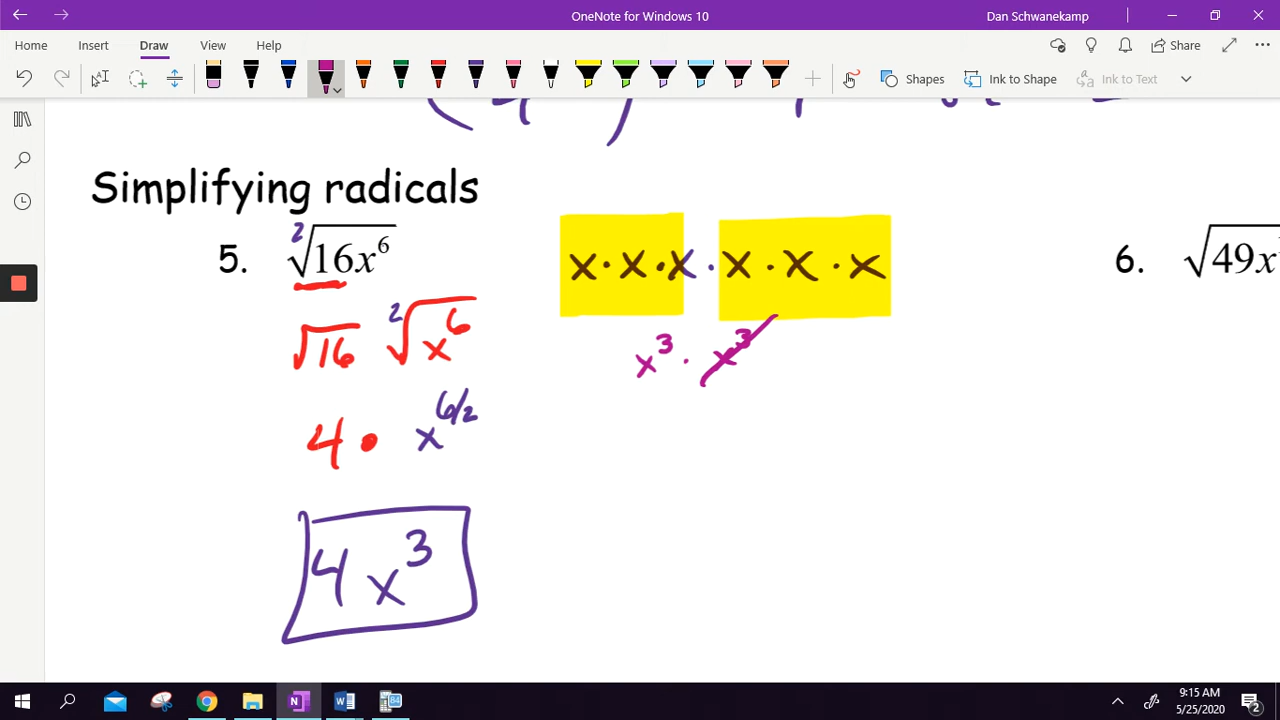 OneNote for Windows 10
Dan Schwanekamp
Home Insert Draw View Help
Share
Shapes
Ink to Shape
Ink to Text
Simplifying radicals
5. ²√16x⁶
x · x · x · x · x · x
6. √49x
√16 ²√x⁶
x³ · x³
4 • x^6/2
4x³
9:15 AM
5/25/2020
2